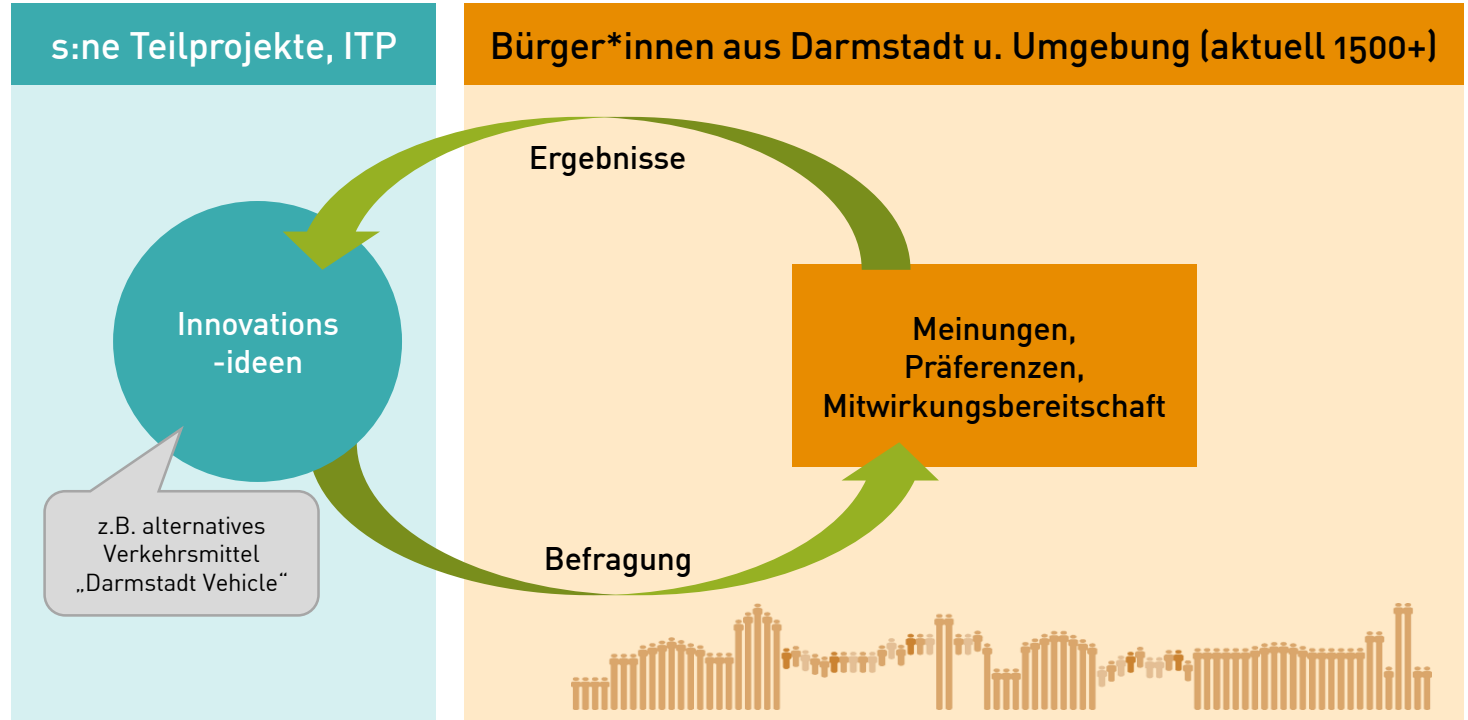 s:ne Teilprojekte, ITP
Bürger*innen aus Darmstadt u. Umgebung (aktuell 1500+)
Ergebnisse
Innovations
-ideen
Meinungen,
Präferenzen,
Mitwirkungsbereitschaft
z.B. alternatives
Verkehrsmittel
„Darmstadt Vehicle“
Befragung